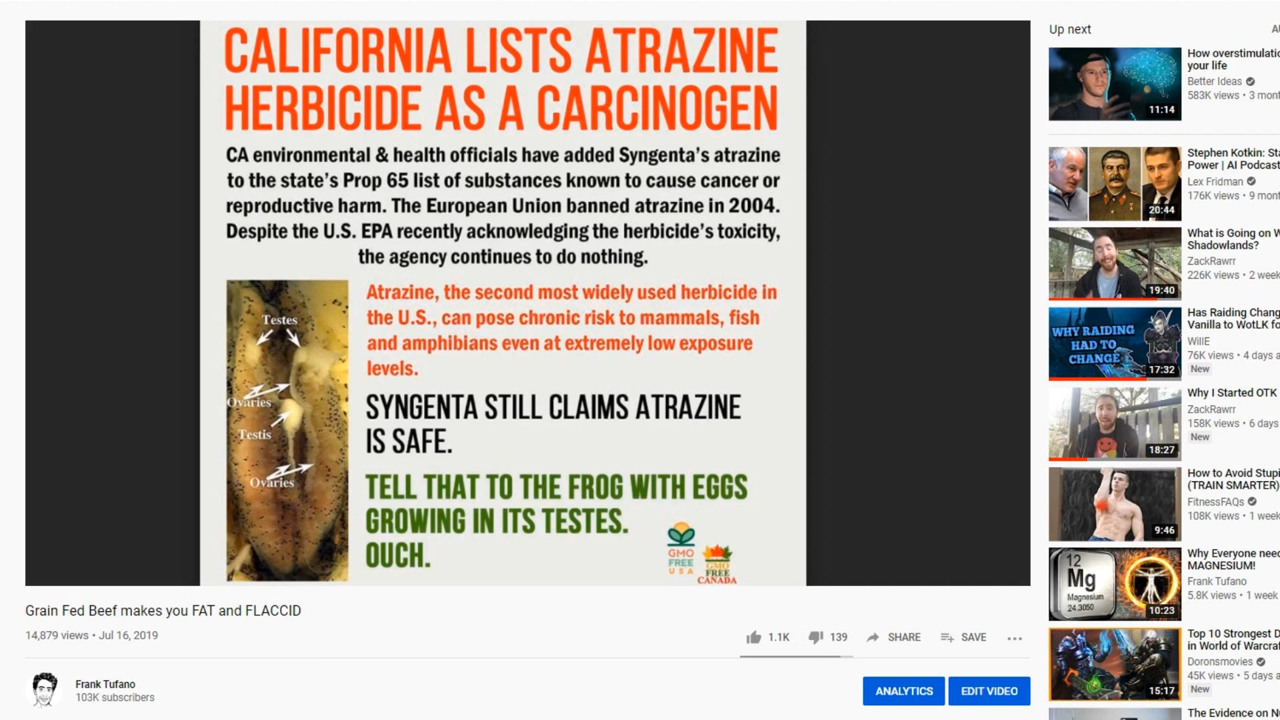 CALIFORNIA LISTS ATRAZINE
HERBICIDE AS A CARCINOGEN
CA environmental & health officials have added Syngenta's atrazine
to the state's Prop 65 list of substances known to cause cancer or
reproductive harm. The European Union banned atrazine in 2004.
Despite the U.S. EPA recently acknowledging the herbicide's toxicity,
the agency continues to do nothing.
Testes
Ovaries
Testis
Ovaries
Atrazine, the second most widely used herbicide in
the U.S., can pose chronic risk to mammals, fish
and amphibians even at extremely low exposure
levels.
SYNGENTA STILL CLAIMS ATRAZINE
IS SAFE.
TELL THAT TO THE FROG WITH EGGS
GROWING IN ITS TESTES.
OUCH.
GMO
FREE
USA
GMO
FREE
CANADA
Grain Fed Beef makes you FAT and FLACCID
14,879 views • Jul 16, 2019
1.1K
139
SHARE
SAVE
Frank Tufano
103K subscribers
ANALYTICS
EDIT VIDEO
Up next
How overstimulatio
your life
Better Ideas
583K views • 3 mont
11:14
Stephen Kotkin: Sta
Power | AI Podcast
Lex Fridman
176K views • 9 mont
20:44
What is Going on W
Shadowlands?
ZackRawrr
226K views • 2 week
19:40
Has Raiding Chang
Vanilla to WotLK fo
WillE
76K views • 4 days a
New
WHY RAIDING
HAD TO
CHANGE
17:32
Why I Started OTK
ZackRawrr
158K views • 6 days
New
18:27
How to Avoid Stupi
(TRAIN SMARTER)
FitnessFAQs
108K views • 1 week
9:46
Why Everyone need
MAGNESIUM!
Frank Tufano
5.8K views • 1 week
12
Mg
Magnesium
24.3050
10:23
Top 10 Strongest D
in World of Warcraf
Doronsmovies
45K views • 5 days a
New
15:17
The Evidence on N